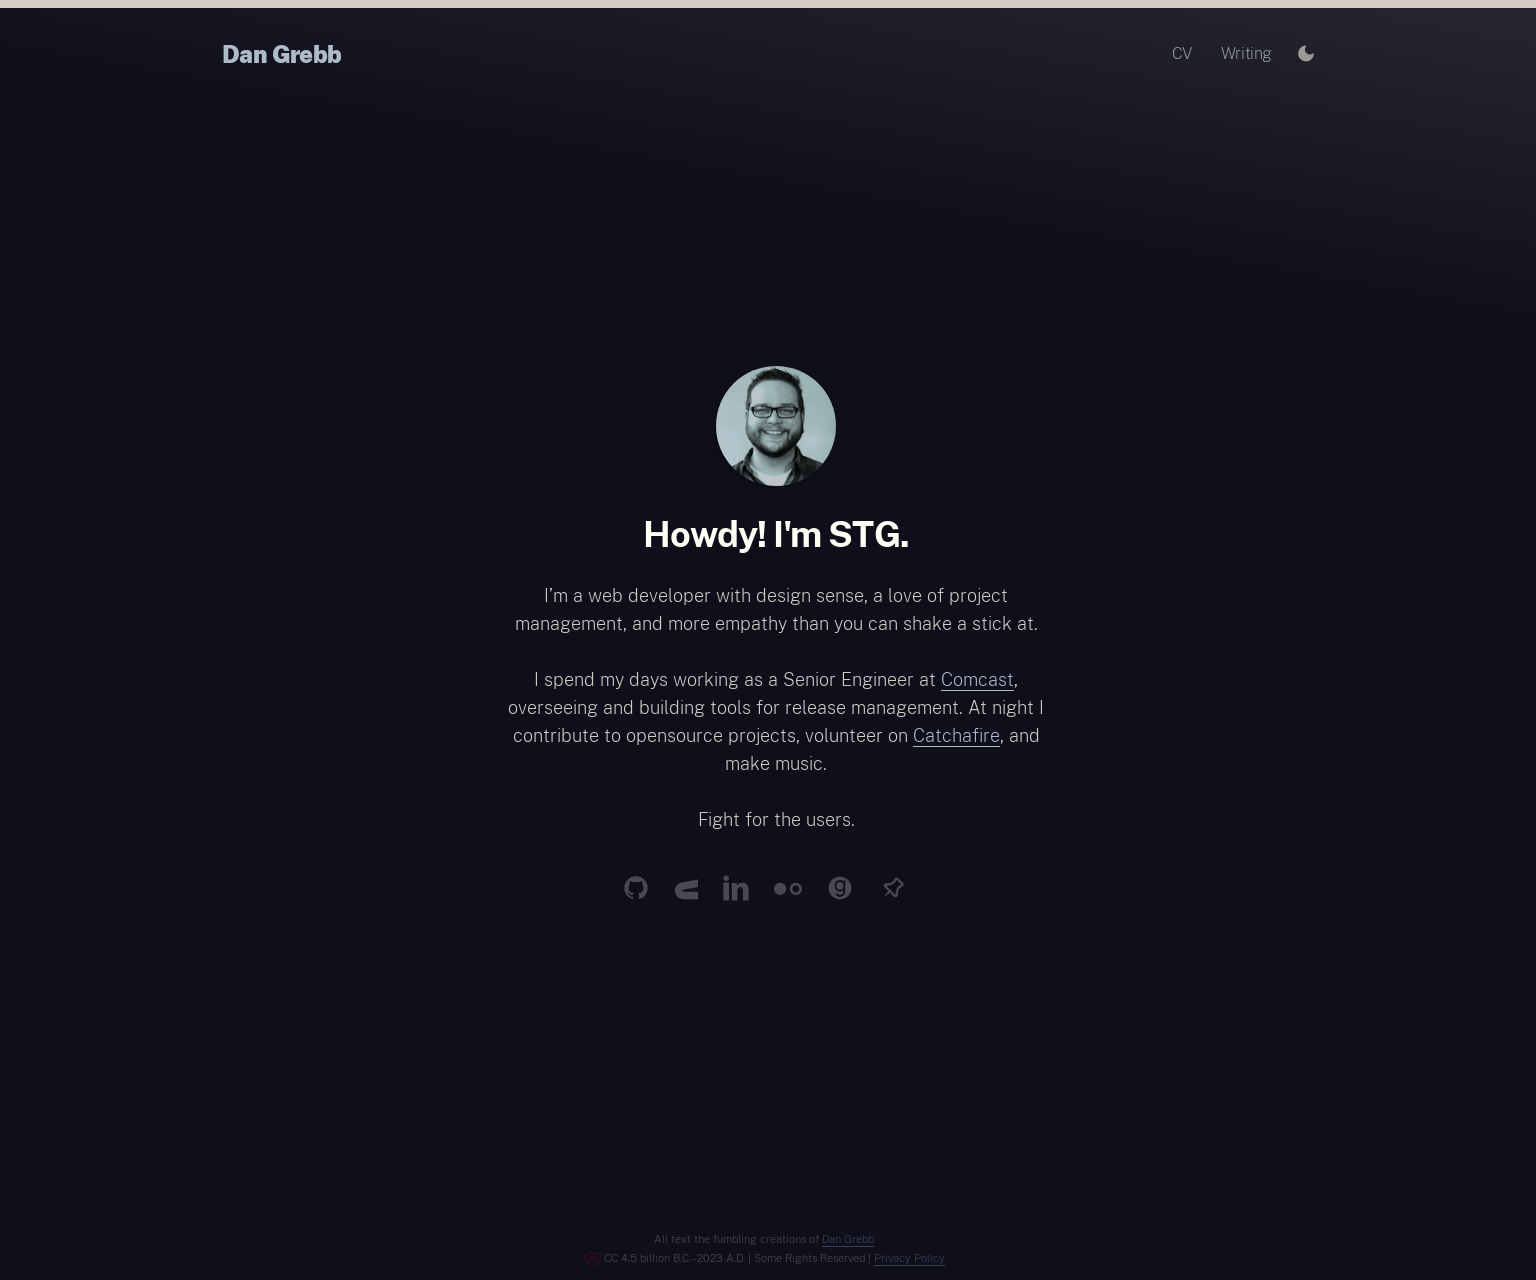 Dan Grebb
CV
Writing
Howdy! I'm STG.
I’m a web developer with design sense, a love of project
management, and more empathy than you can shake a stick at.
I spend my days working as a Senior Engineer at Comcast,
overseeing and building tools for release management. At night I
contribute to opensource projects, volunteer on Catchafire, and
make music.
Fight for the users.
All text the fumbling creations of Dan Grebb
CC 4.5 billion B.C.–2023 A.D. | Some Rights Reserved | Privacy Policy